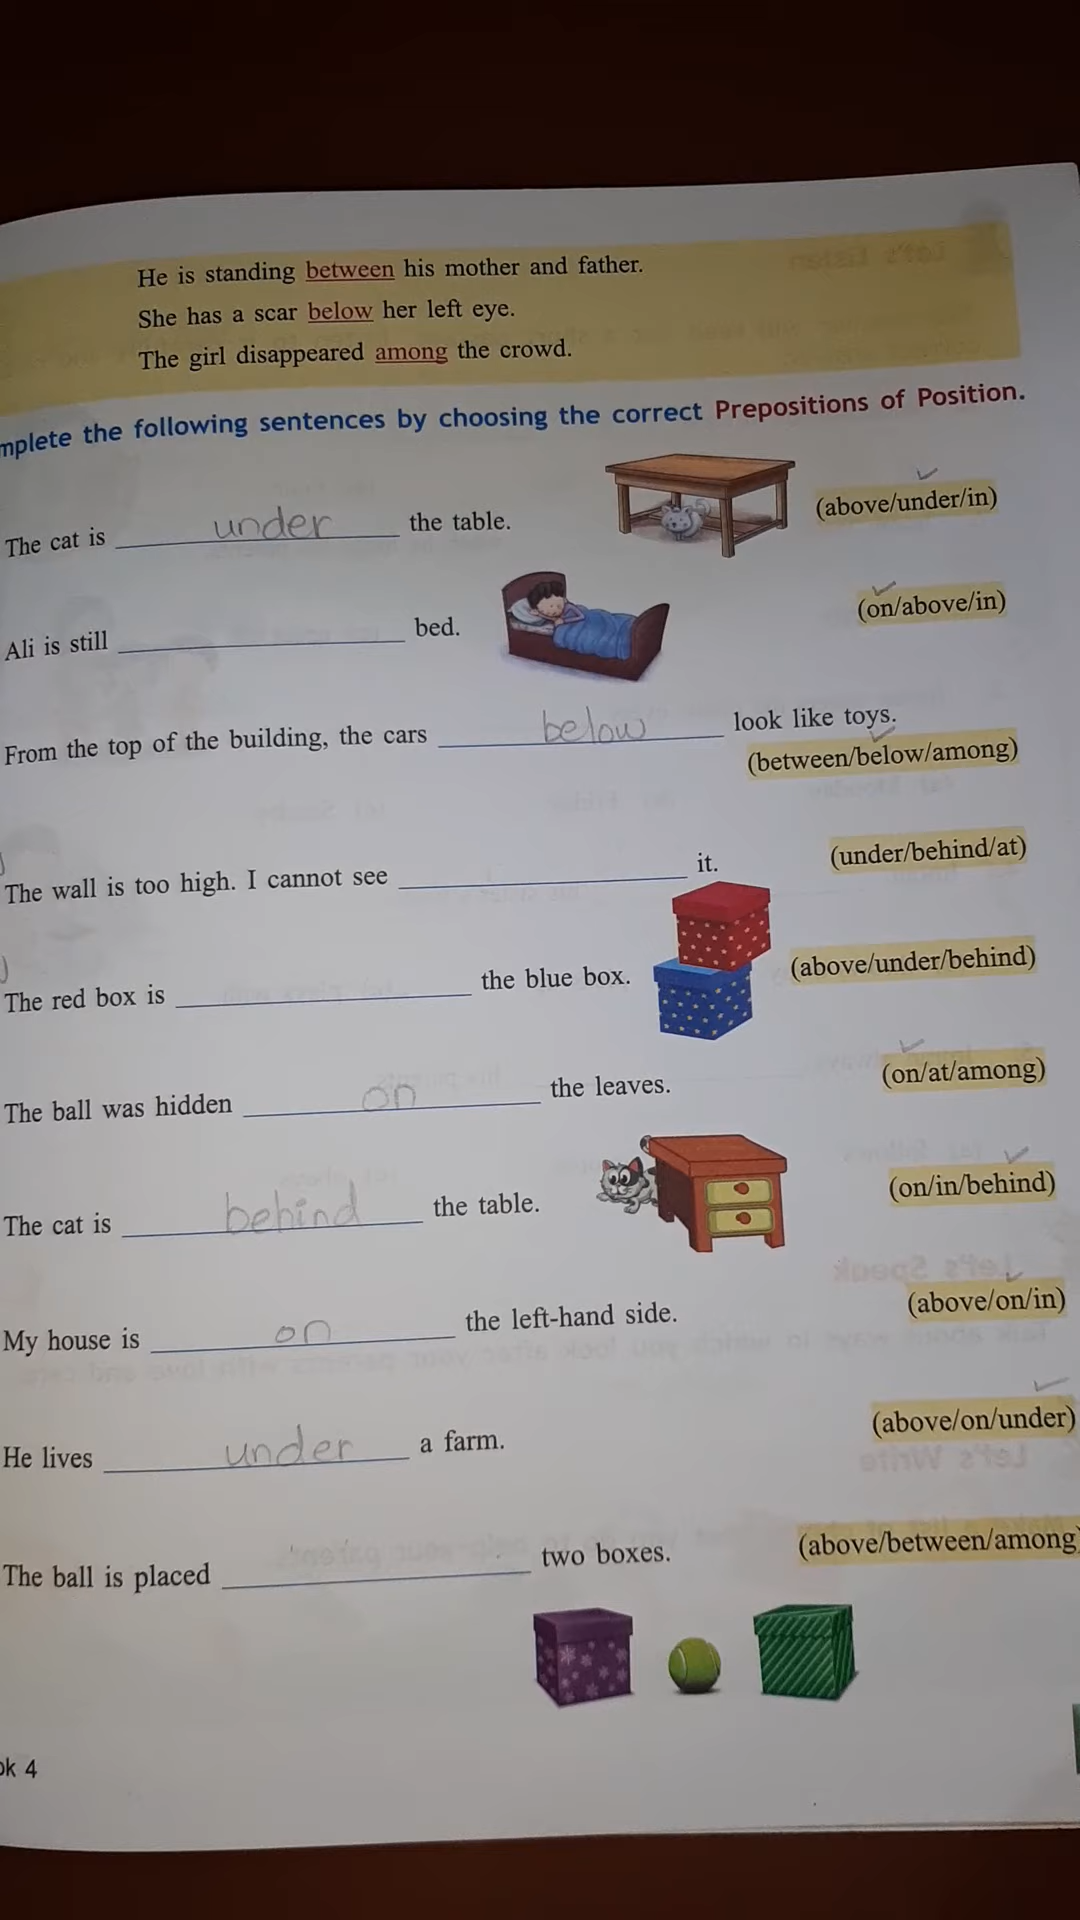 He is standing between his mother and father.
She has a scar below her left eye.
The girl disappeared among the crowd.
mplete the following sentences by choosing the correct Prepositions of Position.
The cat is under the table. (above/under/in)
Ali is still bed. (on/above/in)
From the top of the building, the cars below look like toys.
(between/below/among)
The wall is too high. I cannot see it. (under/behind/at)
The red box is the blue box. (above/under/behind)
The ball was hidden on the leaves. (on/at/among)
The cat is behind the table. (on/in/behind)
My house is on the left-hand side. (above/on/in)
He lives under a farm. (above/on/under)
The ball is placed two boxes. (above/between/among)
ok 4